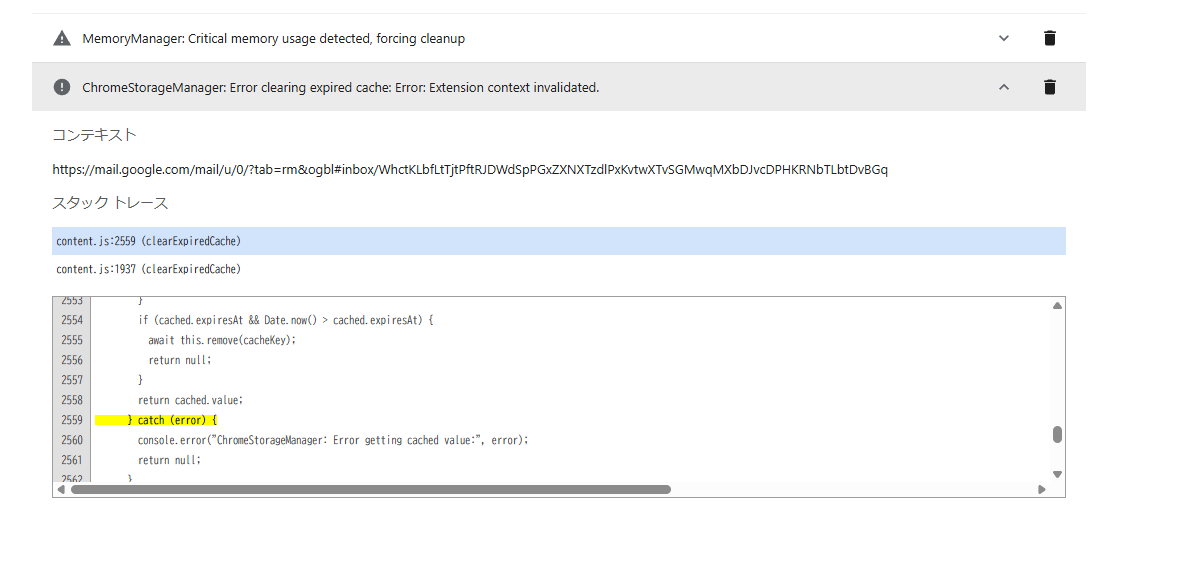 MemoryManager: Critical memory usage detected, forcing cleanup
ChromeStorageManager: Error clearing expired cache: Error: Extension context invalidated.
コンテキスト
https://mail.google.com/mail/u/0/?tab=rm&ogbl#inbox/WhctKLbfLtTjtPftRJDWdSpPGxZXNXTzdlPxKvtwXTvSGMwqMXbDJvcDPHKRNbTLbtDvBGq
スタック トレース
content.js:2559 (clearExpiredCache)
content.js:1937 (clearExpiredCache)
2553 }
2554 if (cached.expiresAt && Date.now() > cached.expiresAt) {
2555 await this.remove(cacheKey);
2556 return null;
2557 }
2558 return cached.value;
2559 } catch (error) {
2560 console.error("ChromeStorageManager: Error getting cached value:", error);
2561 return null;
2562 }